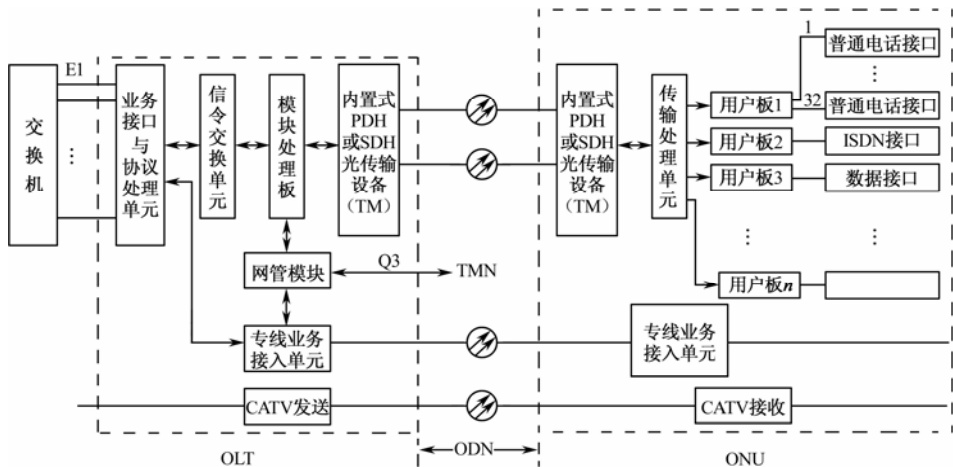 交换机
E1
业务
接口
与
协议
处理
单元
信令交换单元
模块处理板
内置式
PDH
或SDH
光传输
设备
(TM)
网管模块
Q3
TMN
专线业务
接入单元
CATV发送
OLT
ODN
内置式
PDH
或SDH
光传输
设备
(TM)
传输处理单元
用户板1
1
普通电话接口
32
普通电话接口
用户板2
ISDN接口
用户板3
数据接口
用户板n
专线业务
接入单元
CATV接收
ONU